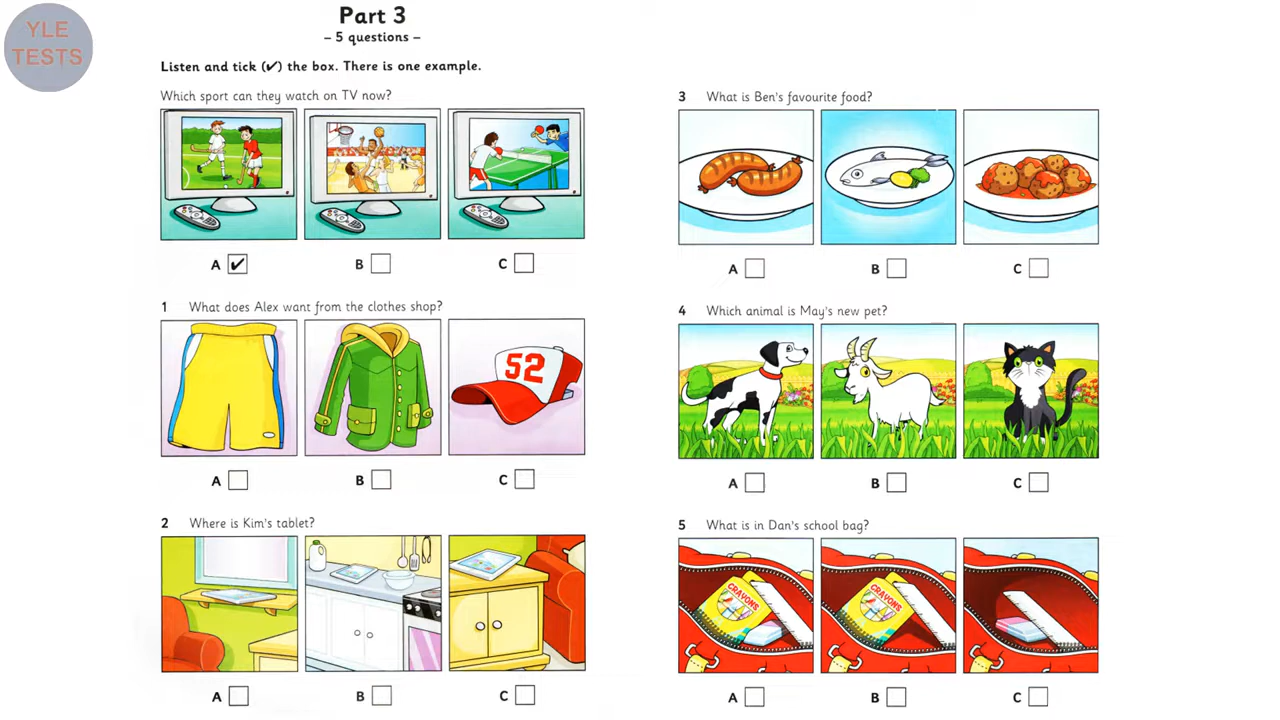 YLE
TESTS
Part 3
– 5 questions –
Listen and tick (✔) the box. There is one example.
Which sport can they watch on TV now?
A ✔ B C
1 What does Alex want from the clothes shop?
52
A B C
2 Where is Kim's tablet?
A B C
3 What is Ben's favourite food?
A B C
4 Which animal is May's new pet?
A B C
5 What is in Dan's school bag?
CRAYONS
CRAYONS
A B C